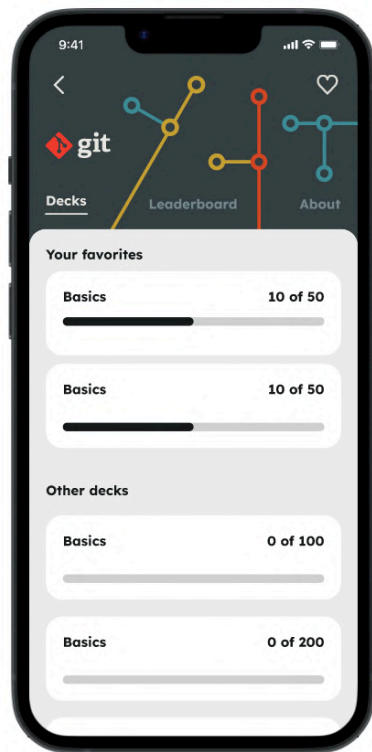 9:41
git
Decks Leaderboard About
Your favorites
Basics 10 of 50
Basics 10 of 50
Other decks
Basics 0 of 100
Basics 0 of 200